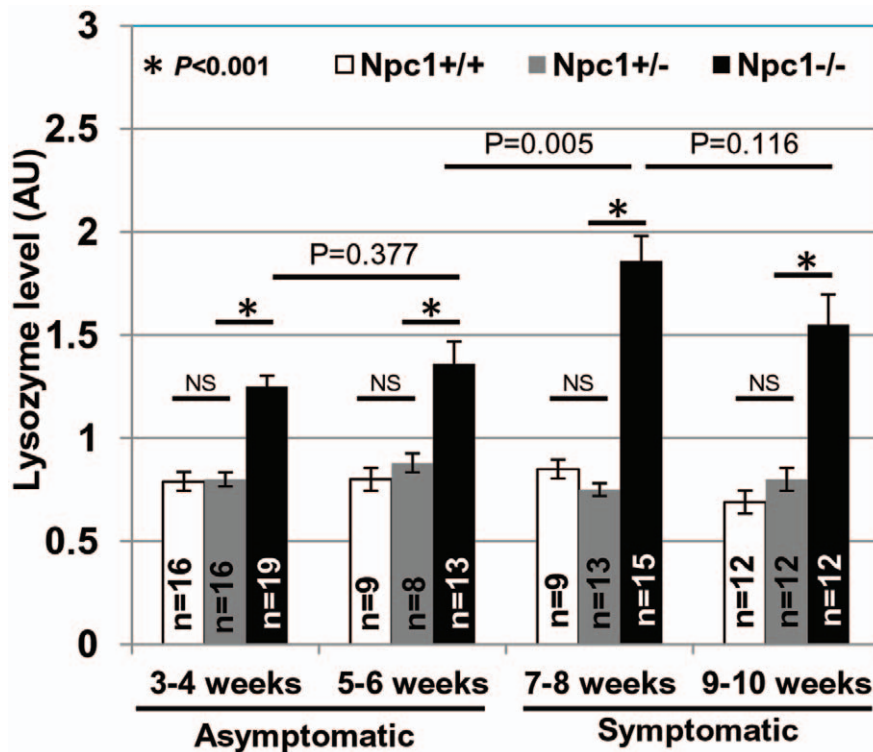 3
* P<0.001 Npc1+/+ Npc1+/- Npc1-/-
2.5
P=0.005 P=0.116
*
2
P=0.377 *
* *
1.5
NS NS NS NS
1
0.5
0
Lysozyme level (AU)
n=16 n=16 n=19 n=9 n=8 n=13 n=9 n=13 n=15 n=12 n=12 n=12
3-4 weeks 5-6 weeks 7-8 weeks 9-10 weeks
Asymptomatic Symptomatic